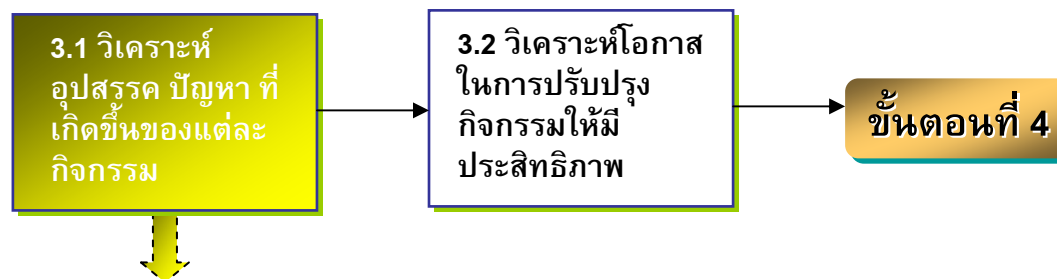 3.1 วิเคราะห์
อุปสรรค ปัญหา ที่
เกิดขึ้นของแต่ละ
กิจกรรม
3.2 วิเคราะห์โอกาส
ในการปรับปรุง
กิจกรรมให้มี
ประสิทธิภาพ
ขั้นตอนที่ 4